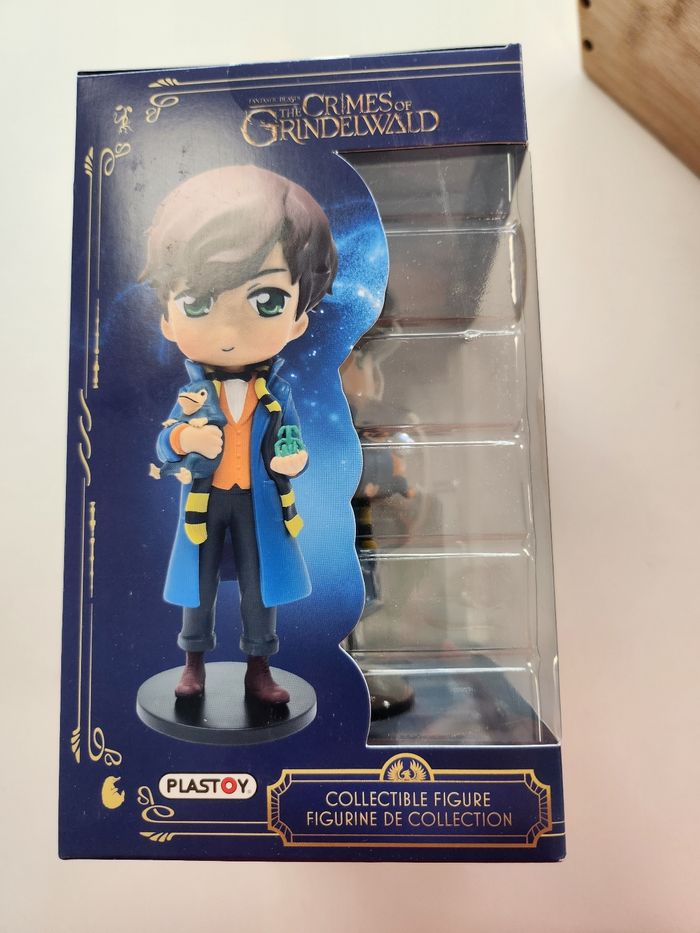 FANTASTIC BEASTS
THE CRIMES OF
GRINDELWALD
PLASTOY
COLLECTIBLE FIGURE
FIGURINE DE COLLECTION